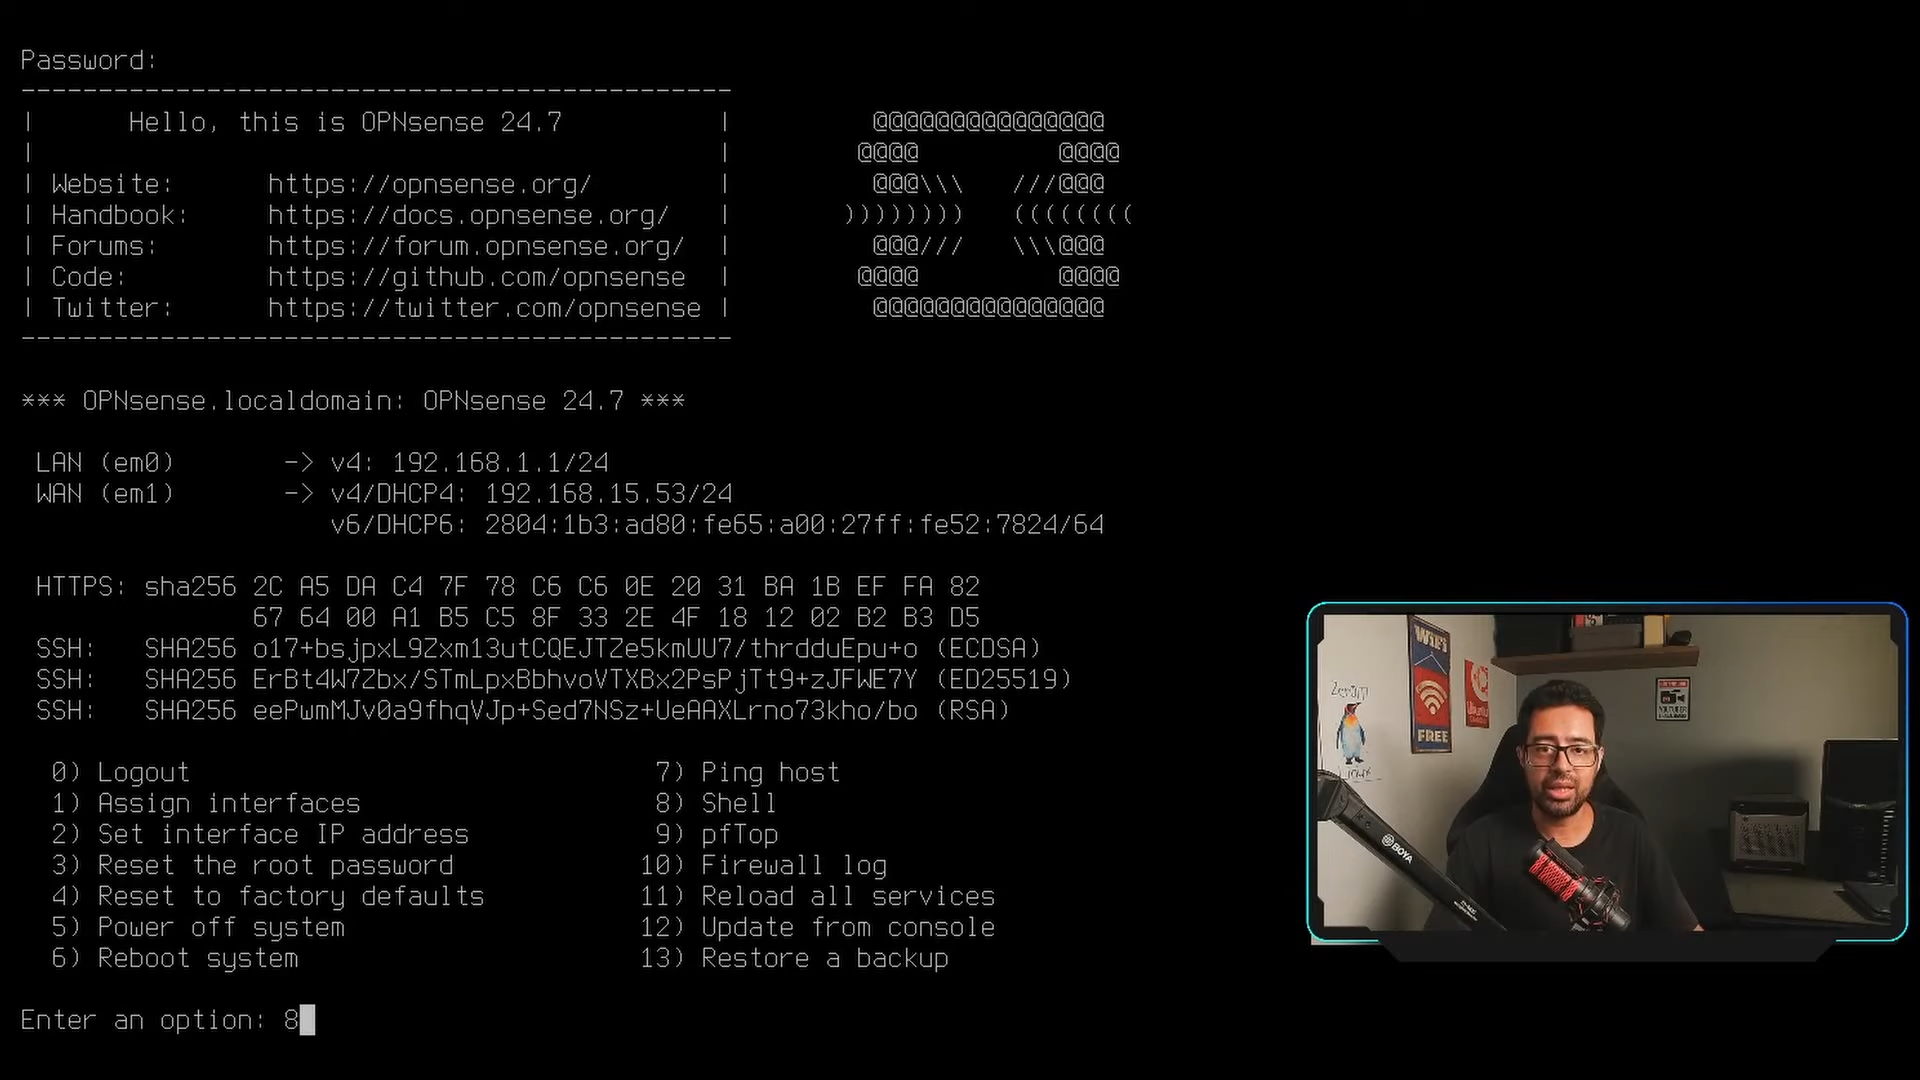 Password:
----------------------------------------------
|      Hello, this is OPNsense 24.7          |         @@@@@@@@@@@@@@@
|                                            |        @@@@         @@@@
| Website:      https://opnsense.org/        |         @@@\\\   ///@@@
| Handbook:     https://docs.opnsense.org/   |       ))))))))   ((((((((
| Forums:       https://forum.opnsense.org/  |         @@@///   \\\@@@
| Code:         https://github.com/opnsense  |        @@@@         @@@@
| Twitter:      https://twitter.com/opnsense |         @@@@@@@@@@@@@@@
----------------------------------------------
*** OPNsense.localdomain: OPNsense 24.7 ***
LAN (em0)       -> v4: 192.168.1.1/24
WAN (em1)       -> v4/DHCP4: 192.168.15.53/24
v6/DHCP6: 2804:1b3:ad80:fe65:a00:27ff:fe52:7824/64
HTTPS: sha256 2C A5 DA C4 7F 78 C6 C6 0E 20 31 BA 1B EF FA 82
67 64 00 A1 B5 C5 8F 33 2E 4F 18 12 02 B2 B3 D5
SSH:   SHA256 o17+bsjpxL9Zxm13utCQEJTZe5kmUU7/thrdduEpu+o (ECDSA)
SSH:   SHA256 ErBt4W7Zbx/STmLpxBbhvoVTXBx2PsPjTt9+zJFWE7Y (ED25519)
SSH:   SHA256 eePwmMJv0a9fhqVJp+Sed7NSz+UeAAXLrno73kho/bo (RSA)
0) Logout                              7) Ping host
1) Assign interfaces                   8) Shell
2) Set interface IP address            9) pfTop
3) Reset the root password            10) Firewall log
4) Reset to factory defaults          11) Reload all services
5) Power off system                   12) Update from console
6) Reboot system                      13) Restore a backup
Enter an option: 8
WiFi
FREE
BOYA